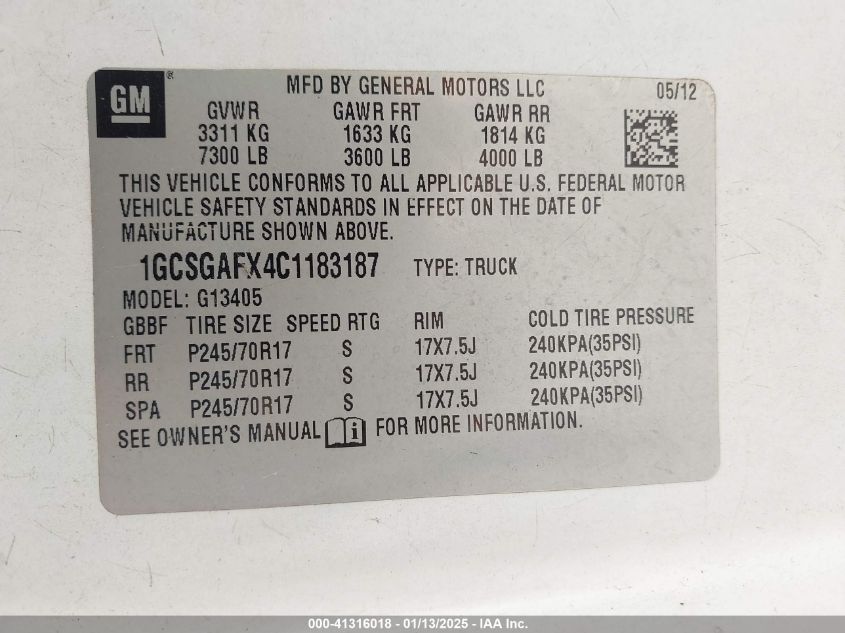 GM®
MFD BY GENERAL MOTORS LLC 05/12
GVWR GAWR FRT GAWR RR
3311 KG 1633 KG 1814 KG
7300 LB 3600 LB 4000 LB
THIS VEHICLE CONFORMS TO ALL APPLICABLE U.S. FEDERAL MOTOR
VEHICLE SAFETY STANDARDS IN EFFECT ON THE DATE OF
MANUFACTURE SHOWN ABOVE.
1GCSGAFX4C1183187 TYPE: TRUCK
MODEL: G13405
GBBF TIRE SIZE SPEED RTG RIM COLD TIRE PRESSURE
FRT P245/70R17 S 17X7.5J 240KPA(35PSI)
RR P245/70R17 S 17X7.5J 240KPA(35PSI)
SPA P245/70R17 S 17X7.5J 240KPA(35PSI)
SEE OWNER'S MANUAL i FOR MORE INFORMATION.
000-41316018 - 01/13/2025 - IAA Inc.